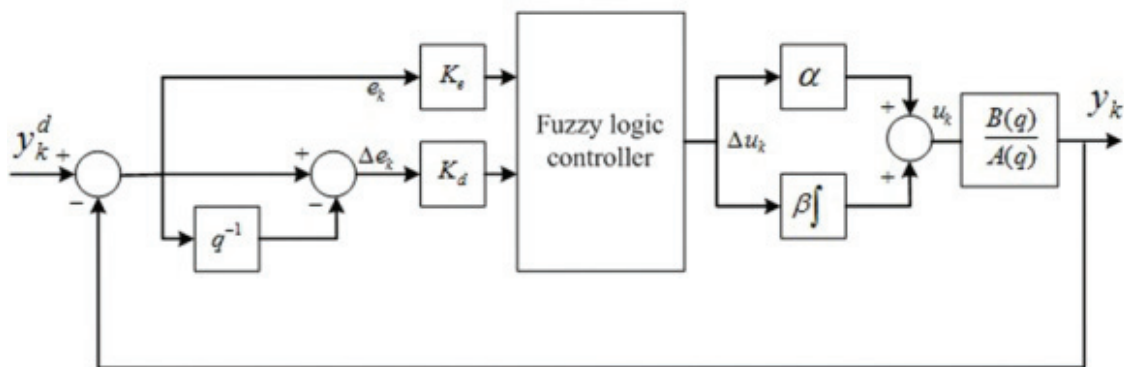 y_k^d
+
−
e_k
K_e
+
−
Δe_k
K_d
q^{-1}
Fuzzy logic
controller
Δu_k
α
β∫
+
+
u_k
B(q)
A(q)
y_k